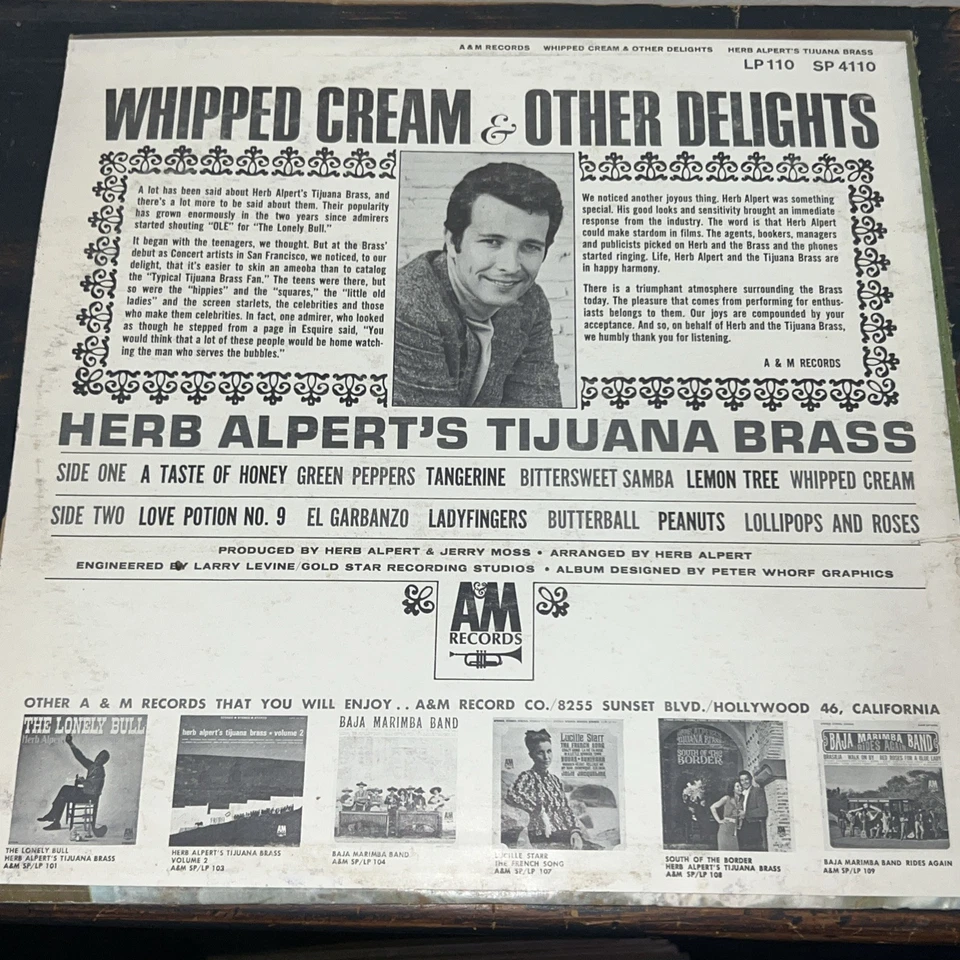 A & M RECORDS WHIPPED CREAM & OTHER DELIGHTS HERB ALPERT'S TIJUANA BRASS
LP 110 SP 4110
WHIPPED CREAM & OTHER DELIGHTS
A lot has been said about Herb Alpert's Tijuana Brass, and
there's a lot more to be said about them. Their popularity
has grown enormously in the two years since admirers
started shouting "OLE" for "The Lonely Bull."
It began with the teenagers, we thought. But at the Brass'
debut as Concert artists in San Francisco, we noticed, to our
delight, that it's easier to skin an ameoba than to catalog
the "Typical Tijuana Brass Fan." The teens were there, but
so were the "hippies" and the "squares," the "little old
ladies" and the screen starlets, the celebrities and those
who make them celebrities. In fact, one admirer, who looked
as though he stepped from a page in Esquire said, "You
would think that a lot of these people would be home watch-
ing the man who serves the bubbles."
We noticed another joyous thing. Herb Alpert was something
special. His good looks and sensitivity brought an immediate
response from the industry. The word is that Herb Alpert
could make stardom in films. The agents, bookers, managers
and publicists picked on Herb and the Brass and the phones
started ringing. Life, Herb Alpert and the Tijuana Brass are
in happy harmony.
There is a triumphant atmosphere surrounding the Brass
today. The pleasure that comes from performing for enthus-
iasts belongs to them. Our joys are compounded by your
acceptance. And so, on behalf of Herb and the Tijuana Brass,
we humbly thank you for listening.
A & M RECORDS
HERB ALPERT'S TIJUANA BRASS
SIDE ONE A TASTE OF HONEY GREEN PEPPERS TANGERINE BITTERSWEET SAMBA LEMON TREE WHIPPED CREAM
SIDE TWO LOVE POTION NO. 9 EL GARBANZO LADYFINGERS BUTTERBALL PEANUTS LOLLIPOPS AND ROSES
PRODUCED BY HERB ALPERT & JERRY MOSS • ARRANGED BY HERB ALPERT
ENGINEERED BY LARRY LEVINE/GOLD STAR RECORDING STUDIOS • ALBUM DESIGNED BY PETER WHORF GRAPHICS
A&M
RECORDS
OTHER A & M RECORDS THAT YOU WILL ENJOY.. A&M RECORD CO./8255 SUNSET BLVD./HOLLYWOOD 46, CALIFORNIA
THE LONELY BULL
Herb Alpert
herb alpert's tijuana brass • volume 2
A&M
BAJA MARIMBA BAND
Lucille Starr
THE FRENCH SONG
TIJUANA BRASS
SOUTH OF THE
BORDER
BAJA MARIMBA BAND
RIDES AGAIN
THE LONELY BULL
HERB ALPERT'S TIJUANA BRASS
A&M SP/LP 101
HERB ALPERT'S TIJUANA BRASS
VOLUME 2
A&M SP/LP 103
BAJA MARIMBA BAND
A&M SP/LP 104
LUCILLE STARR
THE FRENCH SONG
A&M SP/LP 107
SOUTH OF THE BORDER
HERB ALPERT'S TIJUANA BRASS
A&M SP/LP 108
BAJA MARIMBA BAND RIDES AGAIN
A&M SP/LP 109